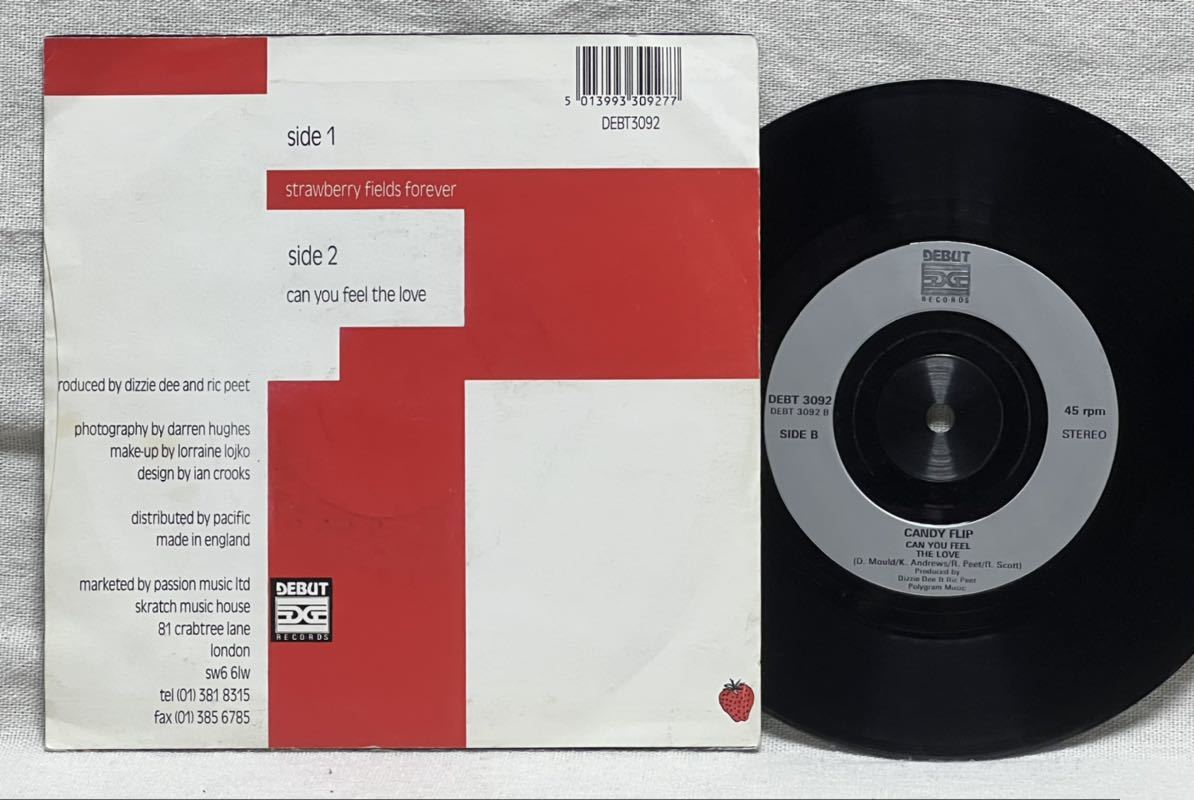 5 013993 309277
DEBT3092
side 1
strawberry fields forever
side 2
can you feel the love
roduced by dizzie dee and ric peet
photography by darren hughes
make-up by lorraine lojko
design by ian crooks
distributed by pacific
made in england
marketed by passion music ltd
skratch music house
81 crabtree lane
london
sw6 6lw
tel (01) 381 8315
fax (01) 385 6785
DEBUT
EDGE
RECORDS
DEBUT
EDGE
RECORDS
DEBT 3092
DEBT 3092 B
SIDE B
45 rpm
STEREO
CANDY FLIP
CAN YOU FEEL
THE LOVE
(D. Mould/K. Andrews/R. Peet/R. Scott)
Produced by
Dizzie Dee & Ric Peet
Polygram Music